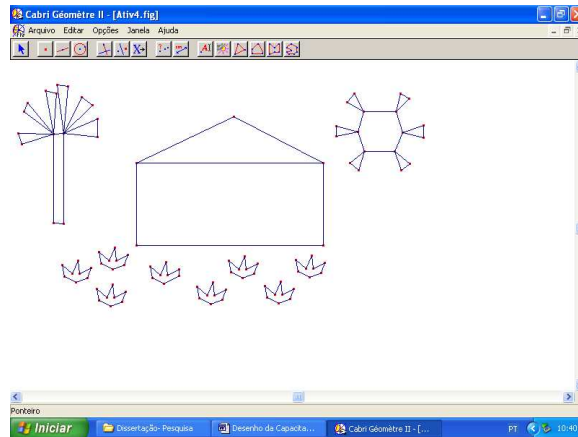 Cabri Géomètre II - [Ativ4.fig]
Arquivo Editar Opções Janela Ajuda
AI
Ponteiro
Iniciar Dissertação- Pesquisa Desenho da Capacita... Cabri Géomètre II - [... PT 10:40